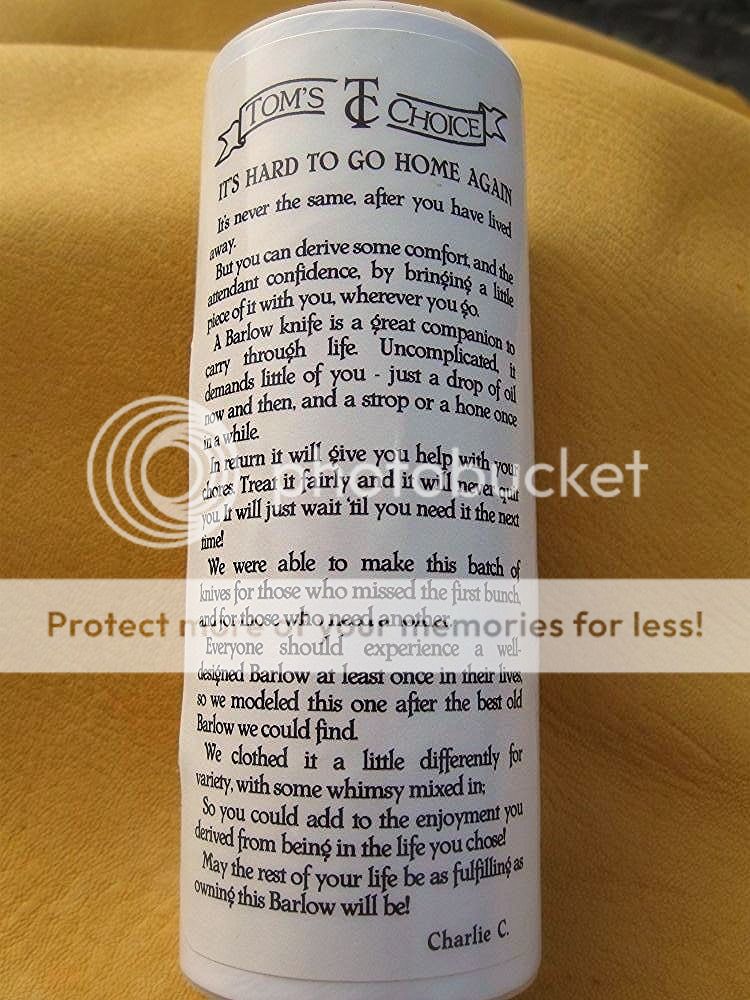 TOM'S TC CHOICE
IT'S HARD TO GO HOME AGAIN
It's never the same, after you have lived
away.
But you can derive some comfort, and the
attendant confidence, by bringing a little
piece of it with you, wherever you go.
A Barlow knife is a great companion to
carry through life. Uncomplicated, it
demands little of you - just a drop of oil
now and then, and a strop or a hone once
in a while.
In return it will give you help with your
chores. Treat it fairly and it will never quit
you. It will just wait 'til you need it the next
time!
We were able to make this batch of
knives for those who missed the first bunch,
and for those who need another.
Everyone should experience a well-
designed Barlow at least once in their lives,
so we modeled this one after the best old
Barlow we could find.
We clothed it a little differently for
variety, with some whimsy mixed in;
So you could add to the enjoyment you
derived from being in the life you chose!
May the rest of your life be as fulfilling as
owning this Barlow will be!
Charlie C.
photobucket
Protect more of your memories for less!